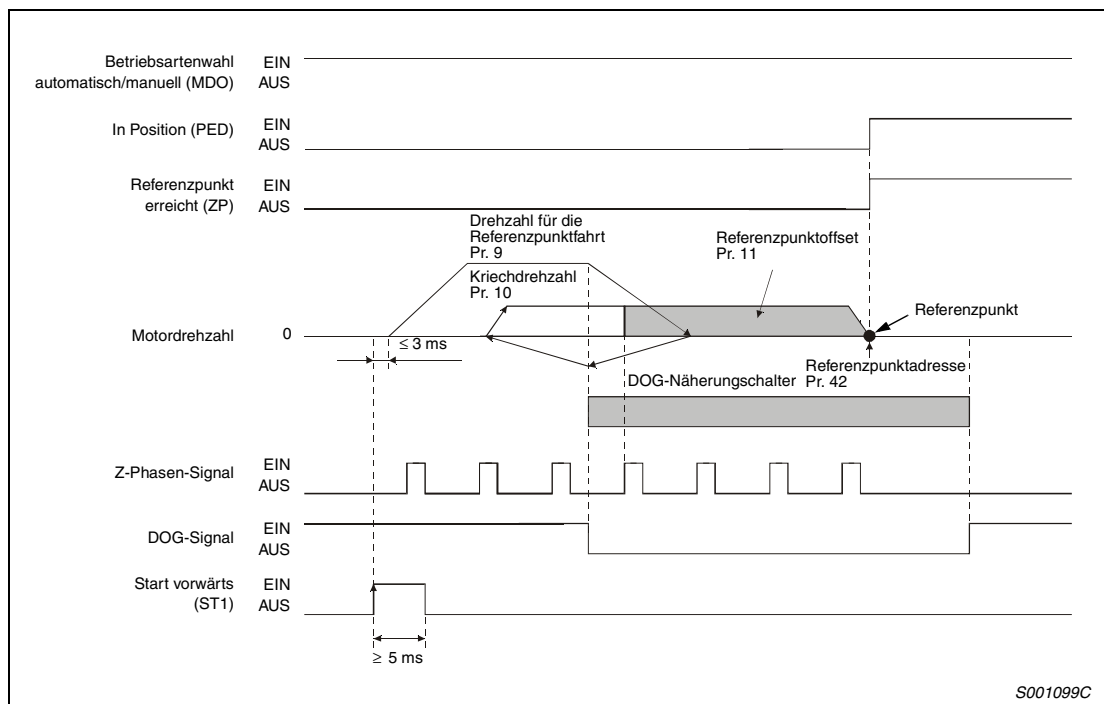 Betriebsartenwahl
automatisch/manuell (MDO)
EIN
AUS
In Position (PED)
EIN
AUS
Referenzpunkt
erreicht (ZP)
EIN
AUS
Drehzahl für die
Referenzpunktfahrt
Pr. 9
Kriechdrehzahl
Pr. 10
Referenzpunktoffset
Pr. 11
Referenzpunkt
Motordrehzahl
0
≤ 3 ms
Referenzpunktadresse
Pr. 42
DOG-Näherungschalter
Z-Phasen-Signal
EIN
AUS
DOG-Signal
EIN
AUS
Start vorwärts
(ST1)
EIN
AUS
≥ 5 ms
S001099C